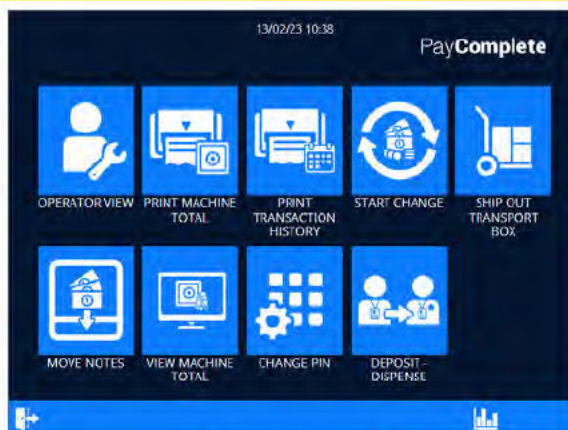 13/02/23 10:38
PayComplete
OPERATOR VIEW
PRINT MACHINE
TOTAL
PRINT
TRANSACTION
HISTORY
START CHANGE
SHIP OUT
TRANSPORT
BOX
MOVE NOTES
VIEW MACHINE
TOTAL
CHANGE PIN
DEPOSIT-
DISPENSE